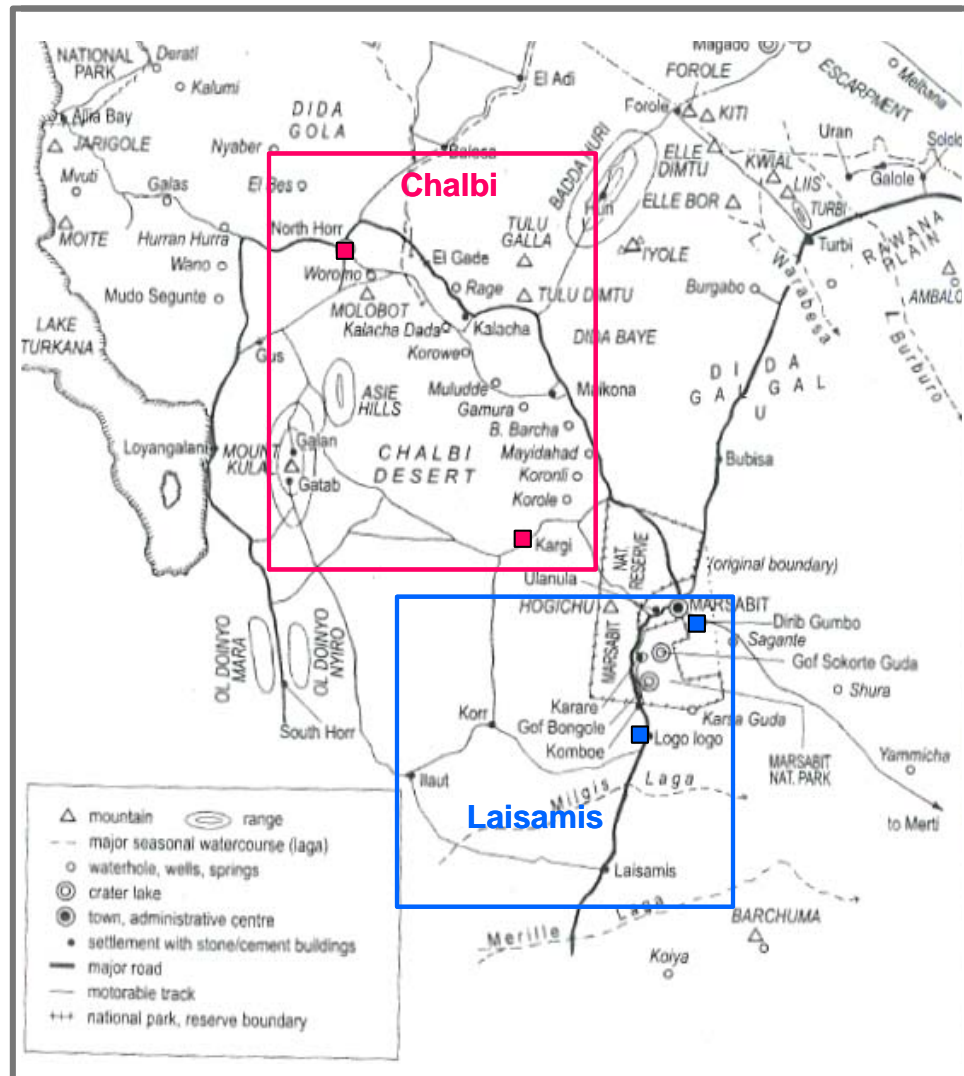 NATIONAL
PARK
Derati
Kalumi
Allia Bay
JARIGOLE
Mvuti
MOITE
Galas
Nyaber
El Bes
DIDA
GOLA
El Adi
Balesa
Magado
FOROLE
Forole
KITI
ESCARPMENT
Melbana
Uran
Sololo
Galole
ELLE
DIMTU
KWIAL
LIIS
TURBI
Turbi
ELLE BOR
BADDA HURI
Huri
Chalbi
Hurran Hurra
North Horr
Wano
Mudo Segunte
Woromo
MOLOBOT
El Gade
Rage
TULU
GALLA
TULU DIMTU
IYOLE
Kalacha Dada
Kalacha
Korowe
DIDA BAYE
Burgabo
L. Warabesa
RAWANA
PLAIN
AMBALO
L. Burburo
DIDA
GALGAL
U
LAKE
TURKANA
Gus
ASIE
HILLS
Muludde
Gamura
Maikona
B. Barcha
Mayidahad
Koronli
Korole
Bubisa
Loyangalani
MOUNT
KULAL
Galan
Gatab
CHALBI
DESERT
Kargi
NAT.
RESERVE
MARSABIT
(original boundary)
Ulanula
HOGICHU
MARSABIT
Dirib Gumbo
Sagante
Gof Sokorte Guda
Shura
OL DOINYO
MARA
OL DOINYO
NYIRO
South Horr
Korr
Karare
Gof Bongole
Komboe
Karsa Guda
Logo logo
MARSABIT
NAT. PARK
Yammicha
to Merti
Ilaut
Milgis Laga
Laisamis
Laisamis
Merille Laga
BARCHUMA
Koiya
mountain
range
major seasonal watercourse (laga)
waterhole, wells, springs
crater lake
town, administrative centre
settlement with stone/cement buildings
major road
motorable track
national park, reserve boundary